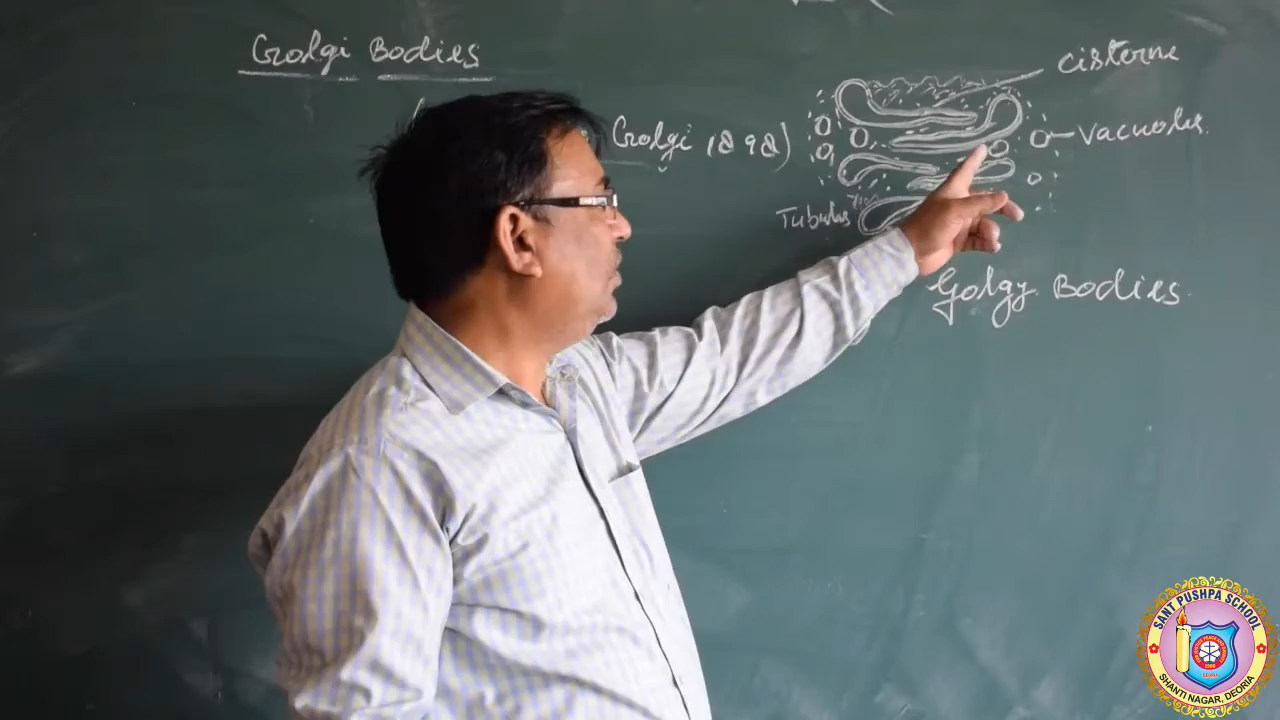 Golgi Bodies
cisterne
Golgi 1898)
vacuoles
Tubules
Golgy Bodies
SANT PUSHPA SCHOOL
SHANTI NAGAR, DEORIA